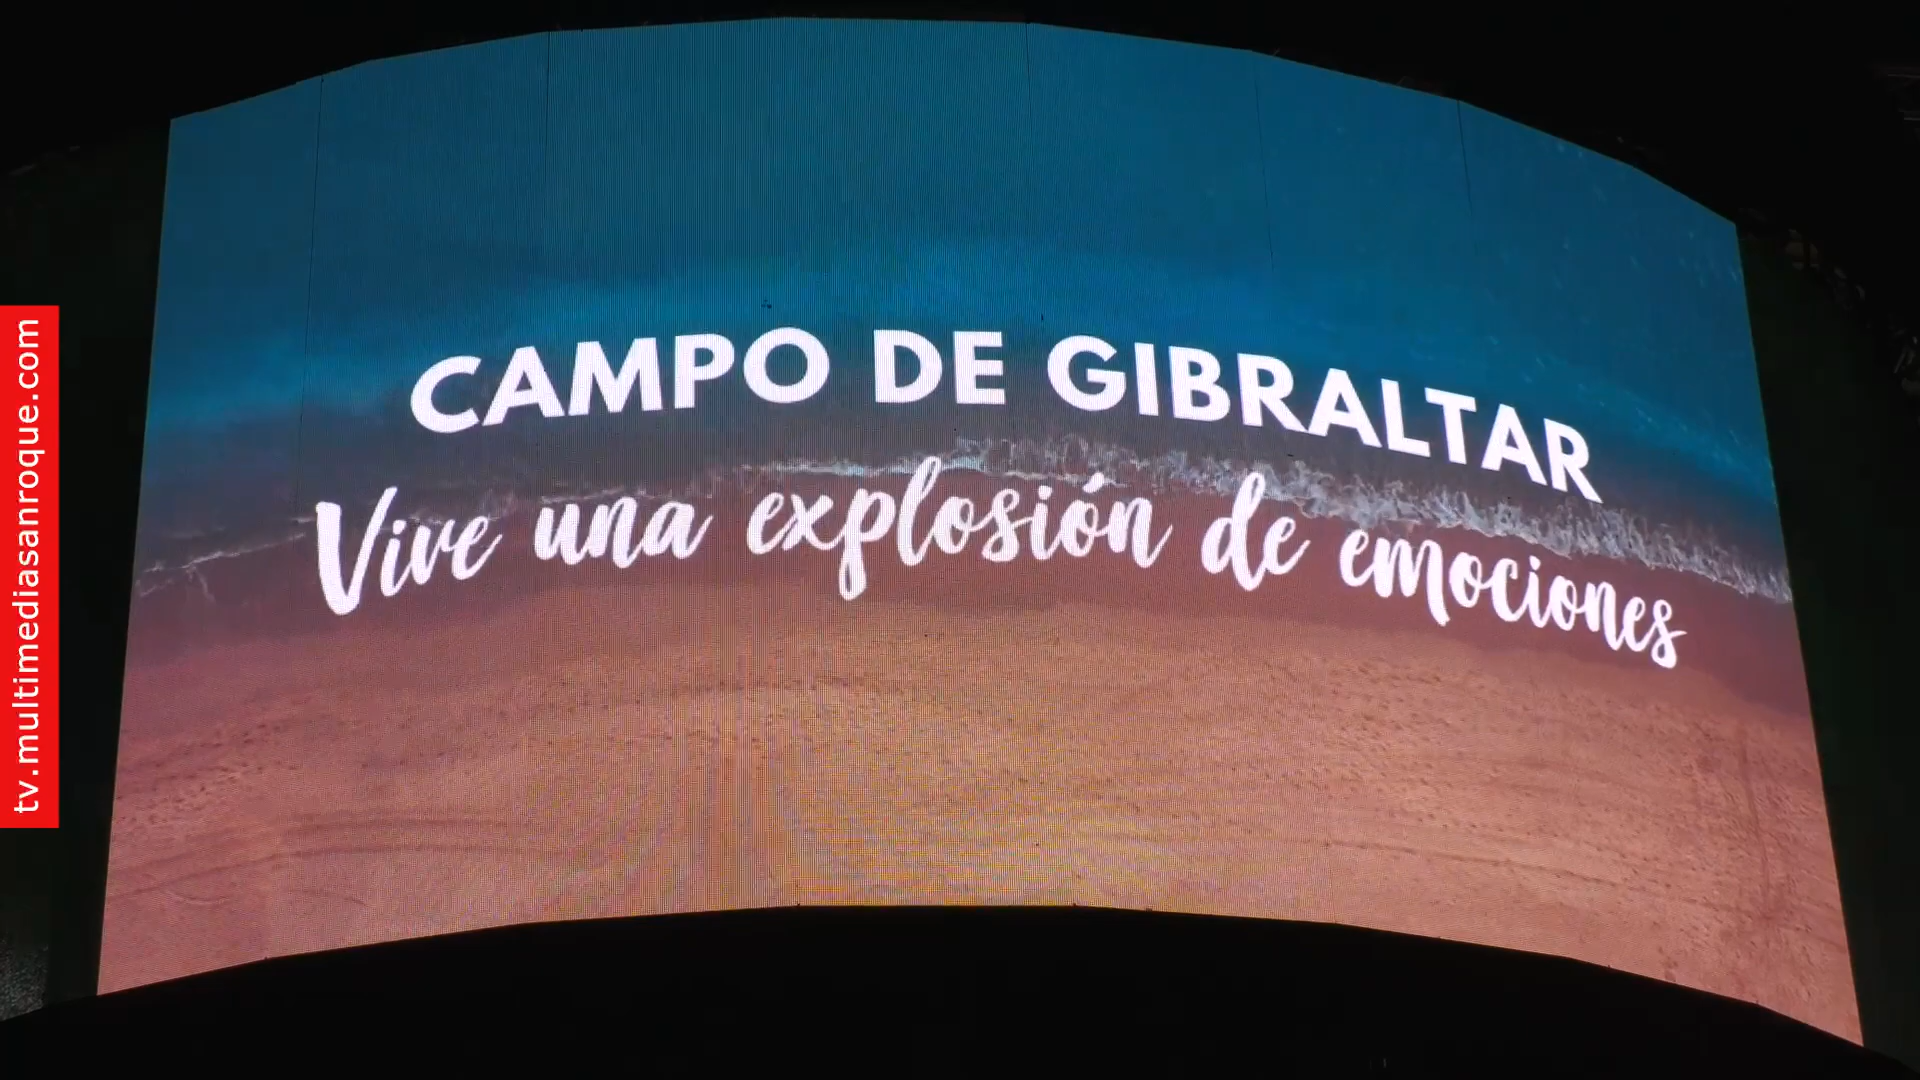 CAMPO DE GIBRALTAR
Vive una explosión de emociones
tv.multimediasanroque.com